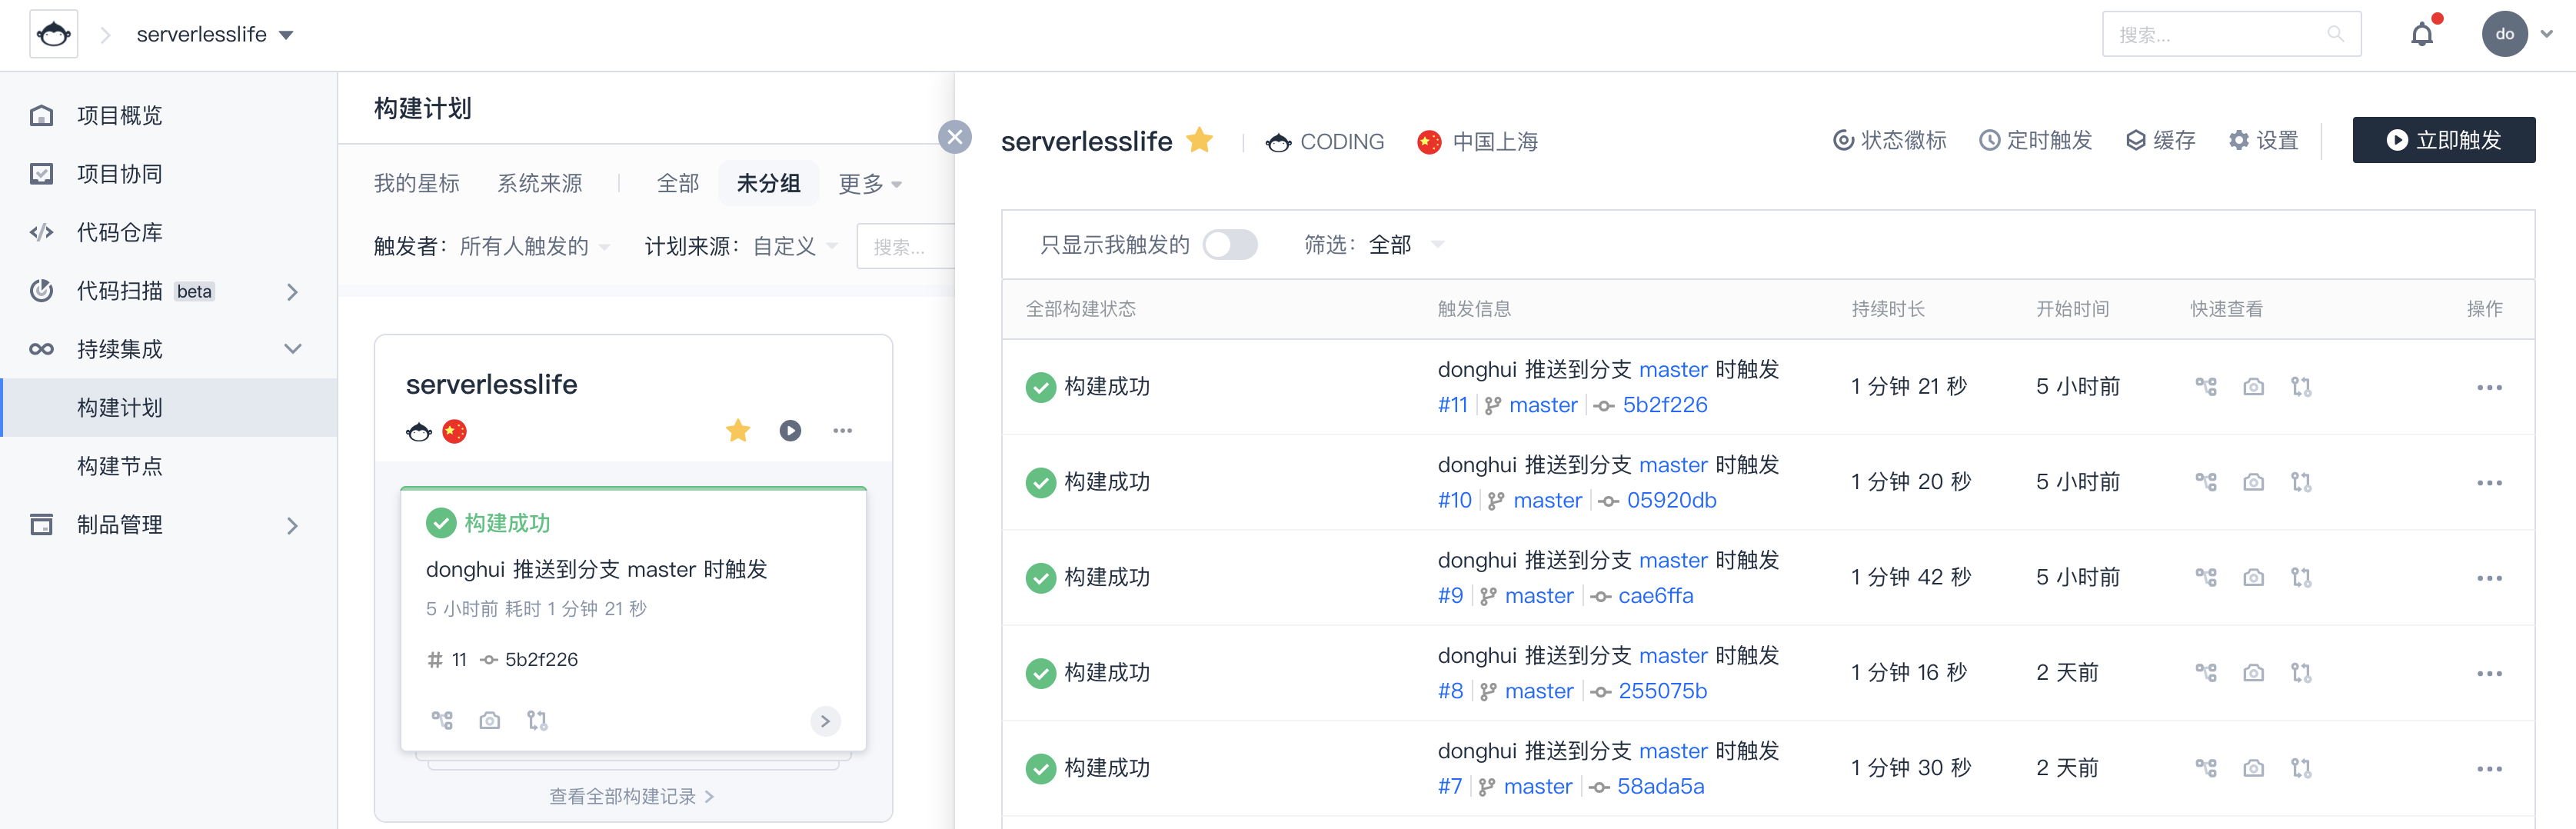 serverlesslife
搜索...
do
项目概览
项目协同
代码仓库
代码扫描 beta
持续集成
构建计划
构建节点
制品管理
构建计划
我的星标 系统来源 全部 未分组 更多
触发者: 所有人触发的 计划来源: 自定义 搜索...
serverlesslife
构建成功
donghui 推送到分支 master 时触发
5 小时前 耗时 1 分钟 21 秒
# 11 5b2f226
查看全部构建记录 >
serverlesslife CODING 中国上海 状态徽标 定时触发 缓存 设置 立即触发
只显示我触发的 筛选: 全部
全部构建状态 触发信息 持续时长 开始时间 快速查看 操作
构建成功 donghui 推送到分支 master 时触发 1 分钟 21 秒 5 小时前
#11 master 5b2f226
构建成功 donghui 推送到分支 master 时触发 1 分钟 20 秒 5 小时前
#10 master 05920db
构建成功 donghui 推送到分支 master 时触发 1 分钟 42 秒 5 小时前
#9 master cae6ffa
构建成功 donghui 推送到分支 master 时触发 1 分钟 16 秒 2 天前
#8 master 255075b
构建成功 donghui 推送到分支 master 时触发 1 分钟 30 秒 2 天前
#7 master 58ada5a